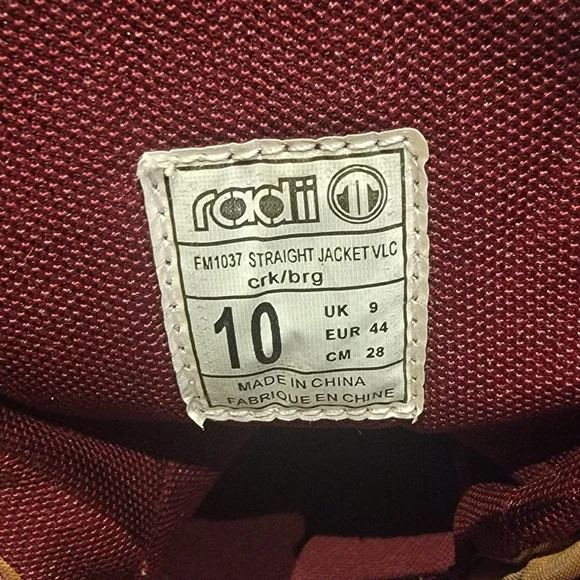 radii
FM1037 STRAIGHT JACKET VLC
crk/brg
10
UK 9
EUR 44
CM 28
MADE IN CHINA
FABRIQUE EN CHINE